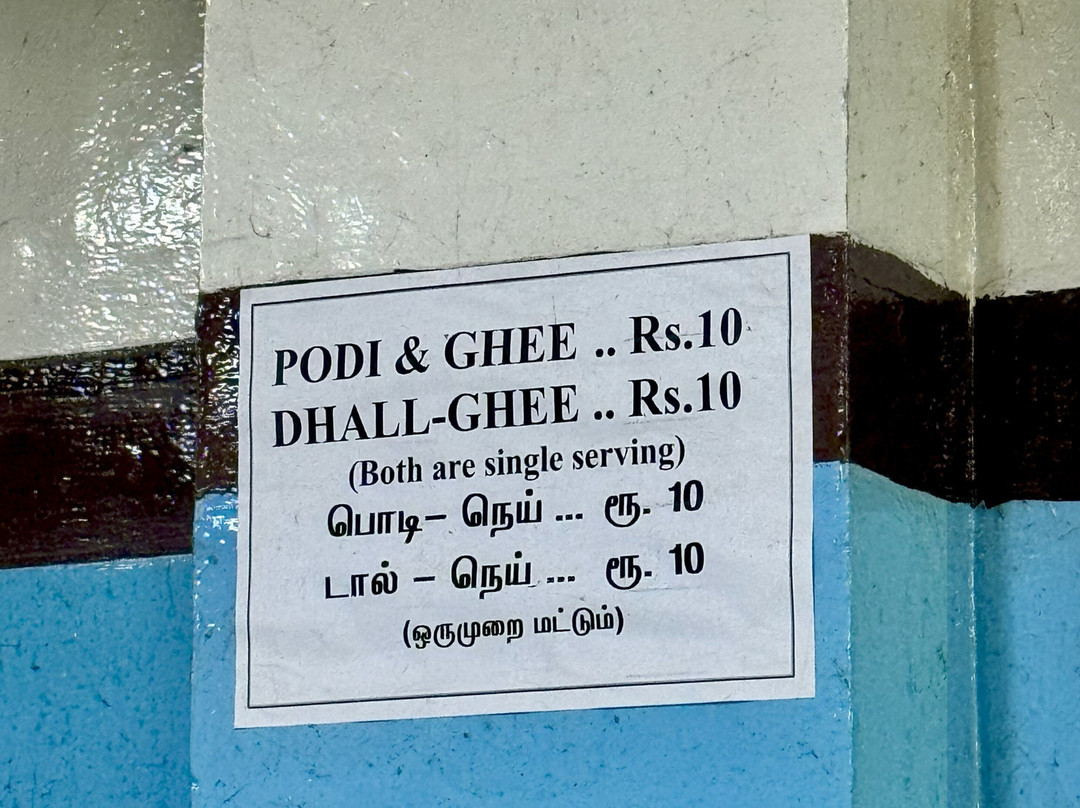 PODI & GHEE .. Rs.10
DHALL-GHEE .. Rs.10
(Both are single serving)
பொடி– நெய் ... ரூ. 10
டால் – நெய் ... ரூ. 10
(ஒருமுறை மட்டும்)